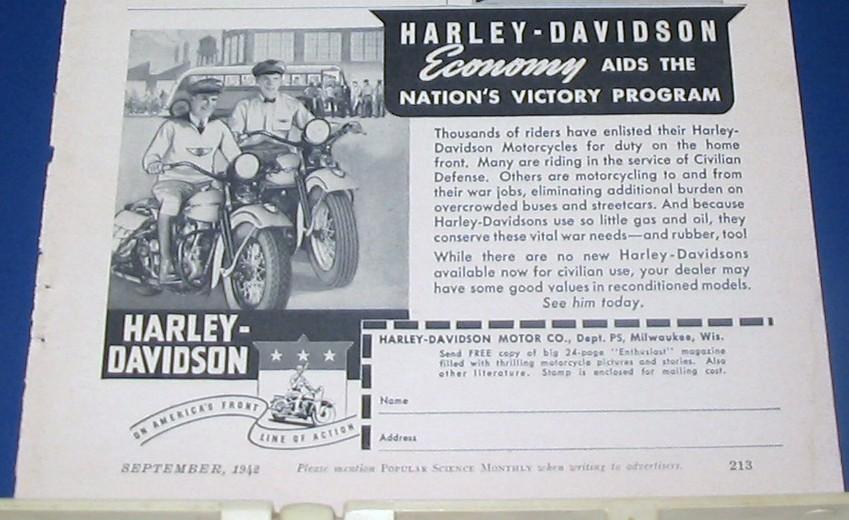 HARLEY-DAVIDSON
Economy AIDS THE
NATION'S VICTORY PROGRAM
Thousands of riders have enlisted their Harley-
Davidson Motorcycles for duty on the home
front. Many are riding in the service of Civilian
Defense. Others are motorcycling to and from
their war jobs, eliminating additional burden on
overcrowded buses and streetcars. And because
Harley-Davidsons use so little gas and oil, they
conserve these vital war needs—and rubber, too!
While there are no new Harley-Davidsons
available now for civilian use, your dealer may
have some good values in reconditioned models.
See him today.
HARLEY-
DAVIDSON
ON AMERICA'S FRONT
LINE OF ACTION
HARLEY-DAVIDSON MOTOR CO., Dept. PS, Milwaukee, Wis.
Send FREE copy of big 24-page "Enthusiast" magazine
filled with thrilling motorcycle pictures and stories. Also
other literature. Stamp is enclosed for mailing cost.
Name
Address
SEPTEMBER, 1942 Please mention POPULAR SCIENCE MONTHLY when writing to advertisers. 213